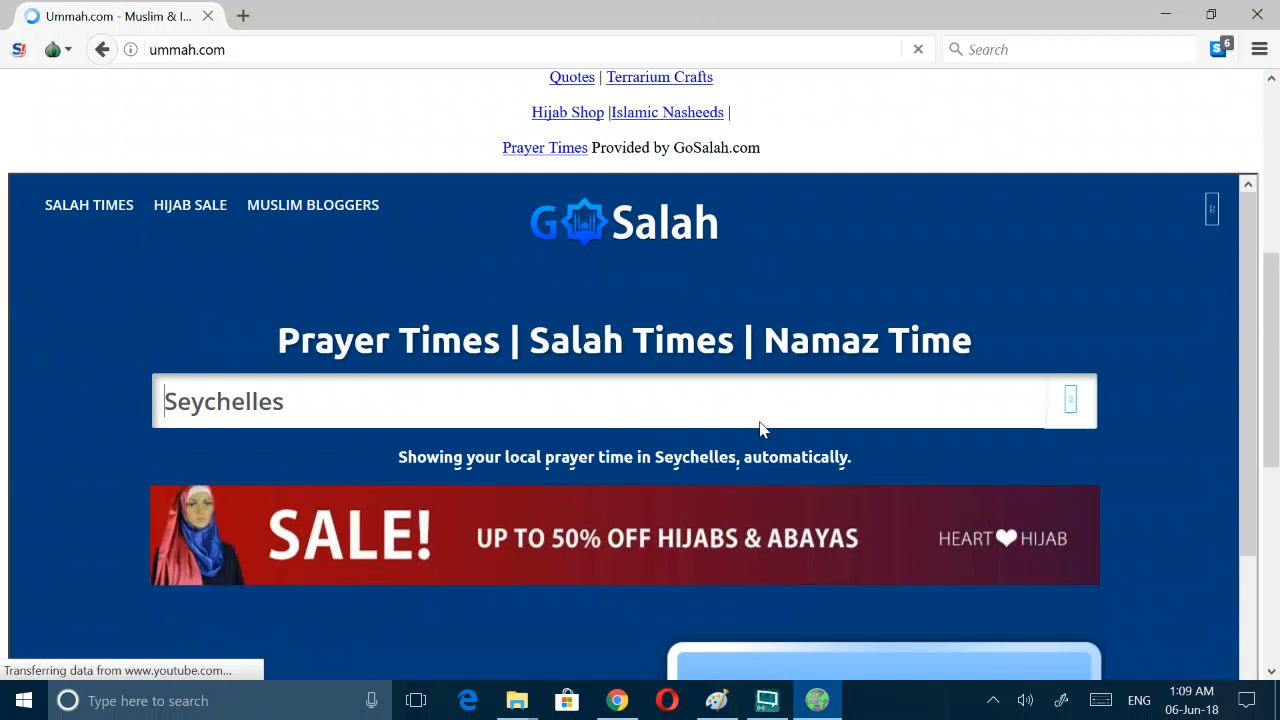 Ummah.com - Muslim & I
ummah.com
Search
6
Quotes | Terrarium Crafts
Hijab Shop |Islamic Nasheeds |
Prayer Times Provided by GoSalah.com
SALAH TIMES HIJAB SALE MUSLIM BLOGGERS
GO Salah
Prayer Times | Salah Times | Namaz Time
Seychelles
Showing your local prayer time in Seychelles, automatically.
SALE! UP TO 50% OFF HIJABS & ABAYAS HEART HIJAB
Transferring data from www.youtube.com...
Type here to search
ENG
1:09 AM
06-Jun-18